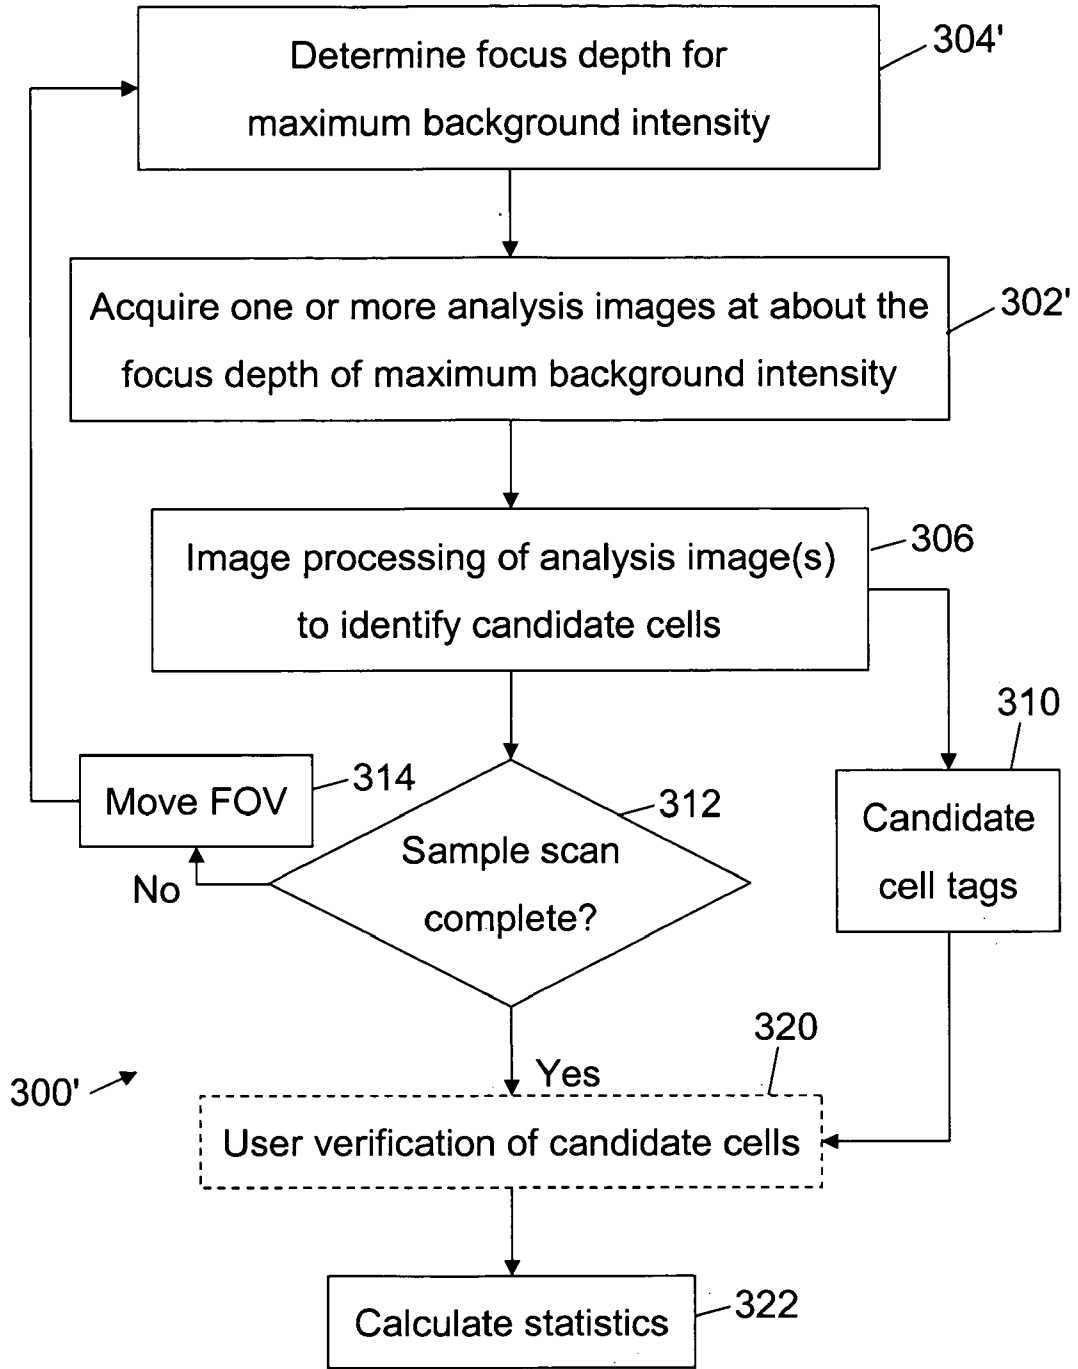 Determine focus depth for
maximum background intensity
304'
Acquire one or more analysis images at about the
focus depth of maximum background intensity
302'
Image processing of analysis image(s)
to identify candidate cells
306
310
Candidate
cell tags
Move FOV
314
312
Sample scan
complete?
No
Yes
320
300'
User verification of candidate cells
Calculate statistics
322